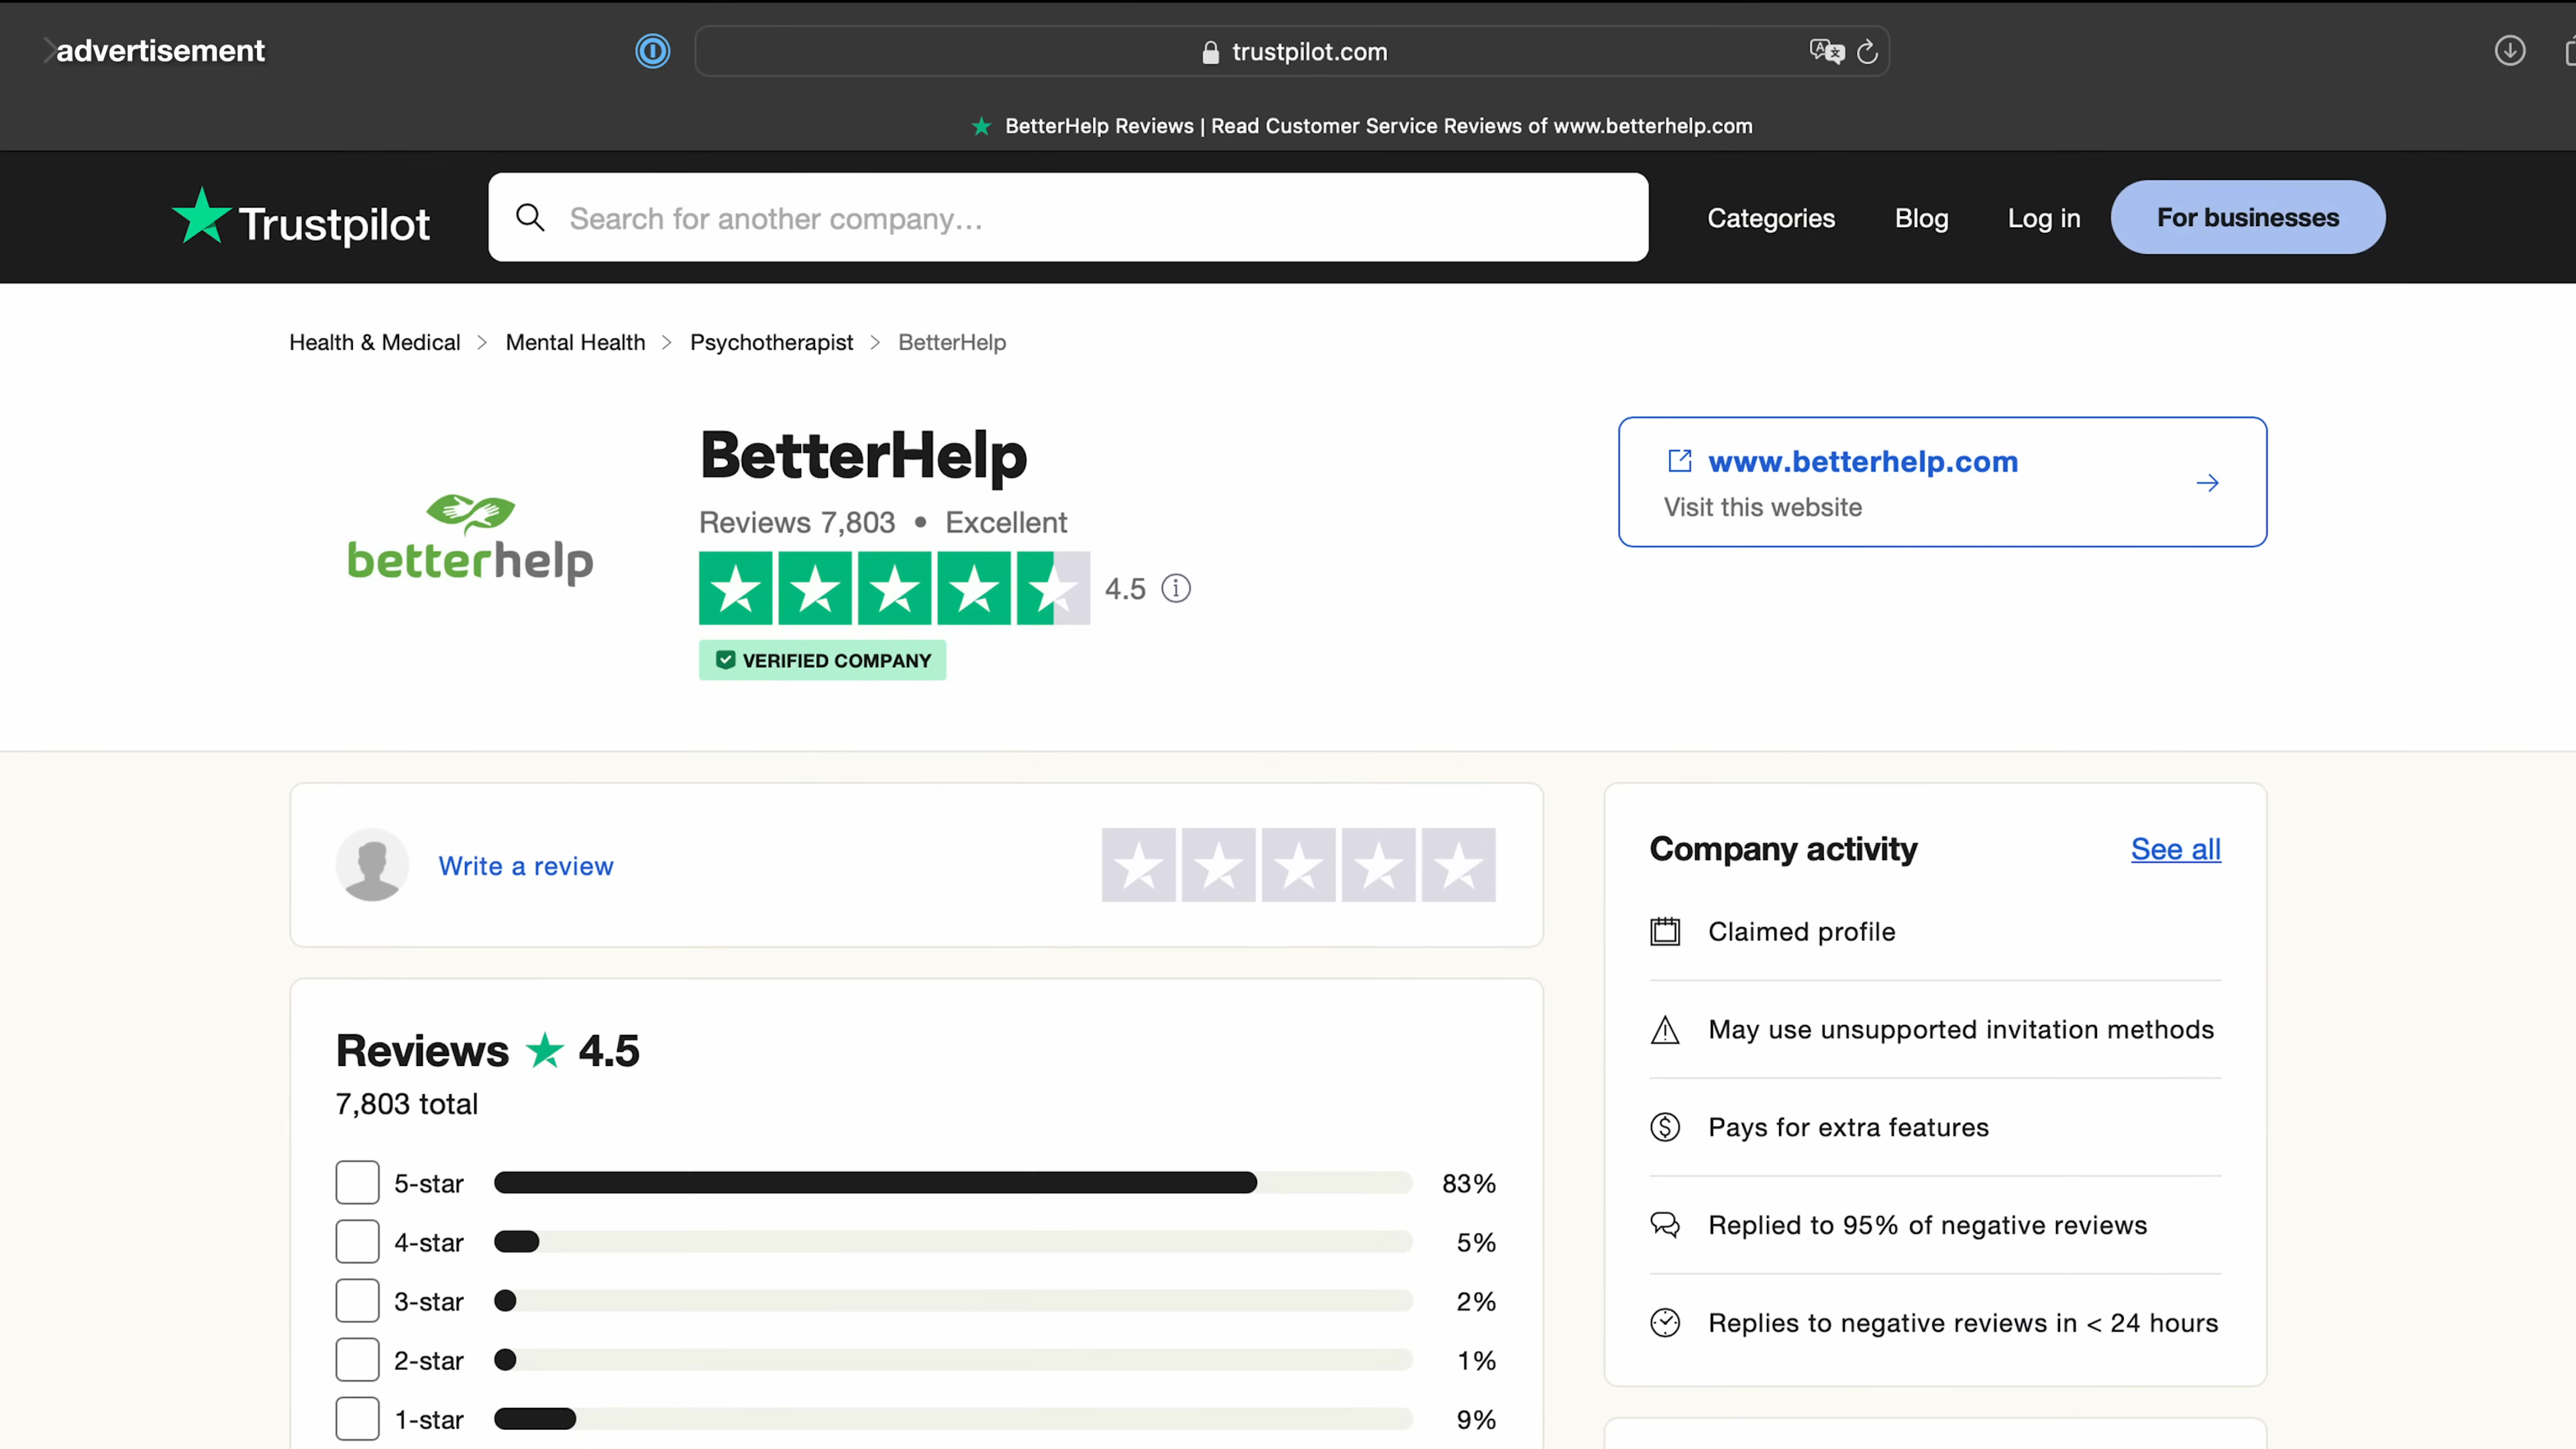 advertisement
trustpilot.com
BetterHelp Reviews | Read Customer Service Reviews of www.betterhelp.com
Trustpilot
Search for another company...
Categories
Blog
Log in
For businesses
Health & Medical > Mental Health > Psychotherapist > BetterHelp
betterhelp
BetterHelp
Reviews 7,803 • Excellent
4.5
VERIFIED COMPANY
www.betterhelp.com
Visit this website
Write a review
Reviews 4.5
7,803 total
5-star 83%
4-star 5%
3-star 2%
2-star 1%
1-star 9%
Company activity
See all
Claimed profile
May use unsupported invitation methods
Pays for extra features
Replied to 95% of negative reviews
Replies to negative reviews in < 24 hours